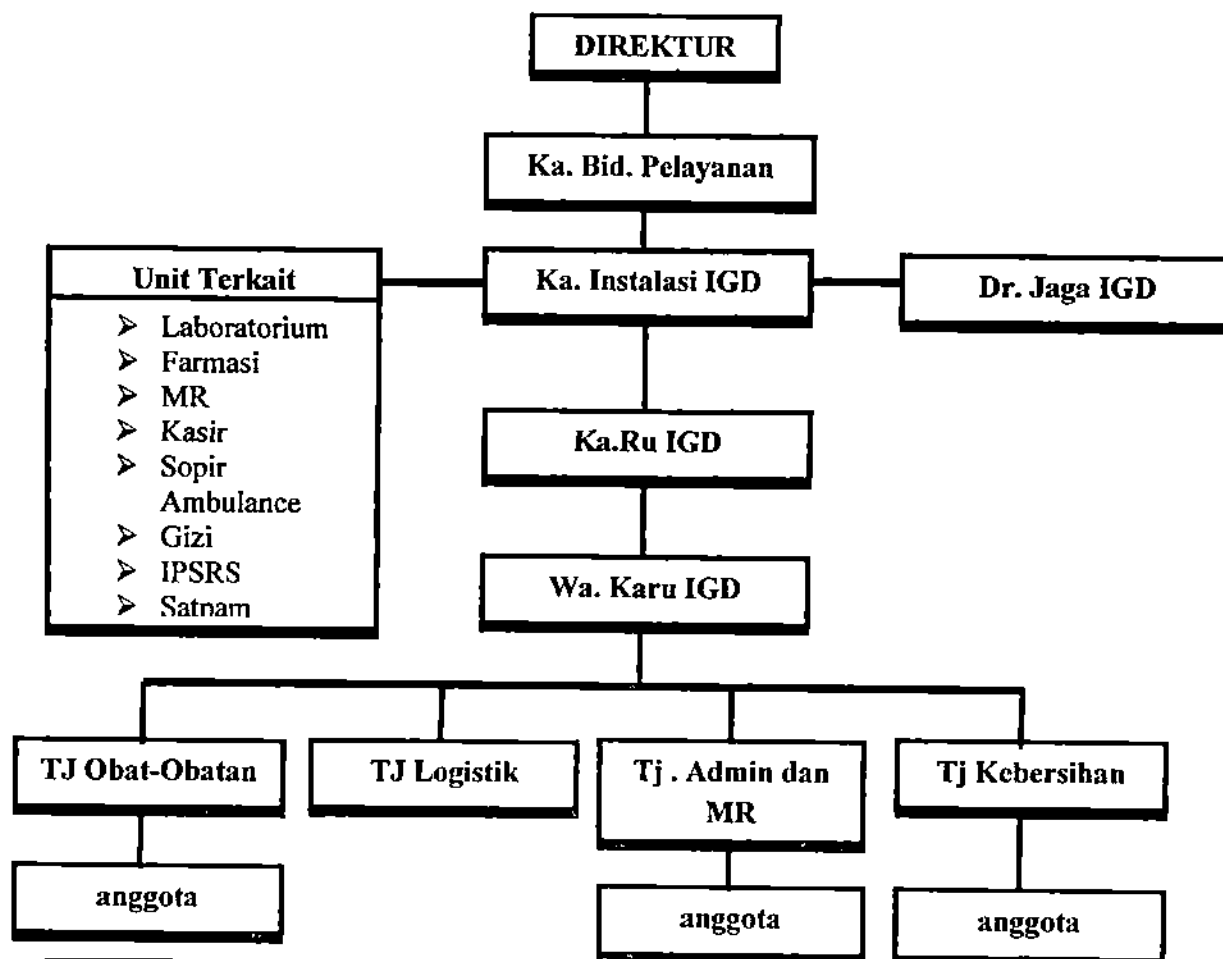 DIREKTUR
Ka. Bid. Pelayanan
Unit Terkait
Ka. Instalasi IGD
Dr. Jaga IGD
➤ Laboratorium
➤ Farmasi
➤ MR
➤ Kasir
➤ Sopir
Ambulance
➤ Gizi
➤ IPSRS
➤ Satnam
Ka.Ru IGD
Wa. Karu IGD
TJ Obat-Obatan
TJ Logistik
Tj . Admin dan
MR
Tj Kebersihan
anggota
anggota
anggota